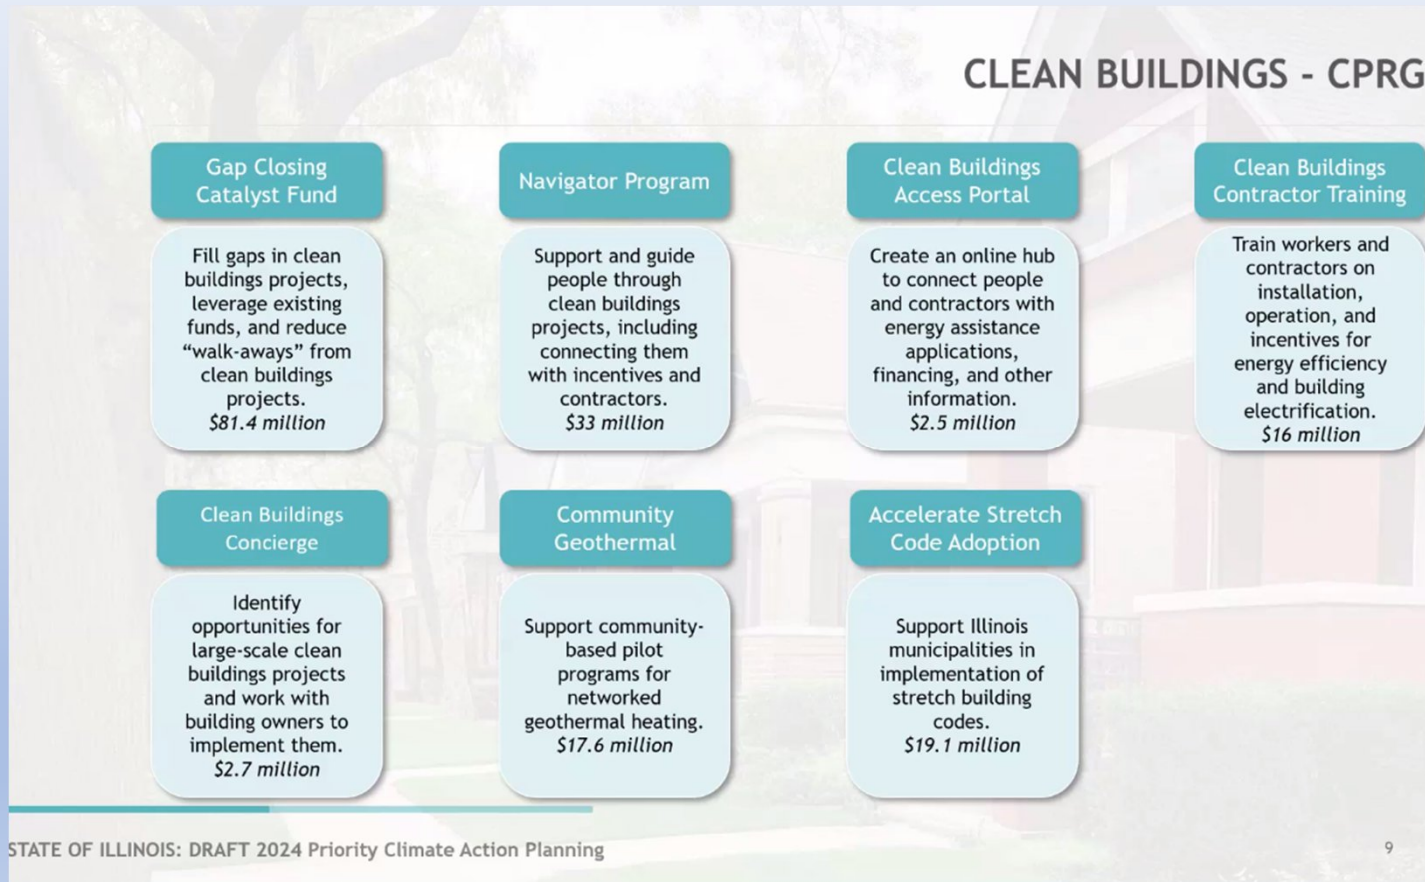 CLEAN BUILDINGS - CPRG
Gap Closing
Catalyst Fund
Fill gaps in clean
buildings projects,
leverage existing
funds, and reduce
“walk-aways” from
clean buildings
projects.
$81.4 million
Navigator Program
Support and guide
people through
clean buildings
projects, including
connecting them
with incentives and
contractors.
$33 million
Clean Buildings
Access Portal
Create an online hub
to connect people
and contractors with
energy assistance
applications,
financing, and other
information.
$2.5 million
Clean Buildings
Contractor Training
Train workers and
contractors on
installation,
operation, and
incentives for
energy efficiency
and building
electrification.
$16 million
Clean Buildings
Concierge
Identify
opportunities for
large-scale clean
buildings projects
and work with
building owners to
implement them.
$2.7 million
Community
Geothermal
Support community-
based pilot
programs for
networked
geothermal heating.
$17.6 million
Accelerate Stretch
Code Adoption
Support Illinois
municipalities in
implementation of
stretch building
codes.
$19.1 million
STATE OF ILLINOIS: DRAFT 2024 Priority Climate Action Planning
9